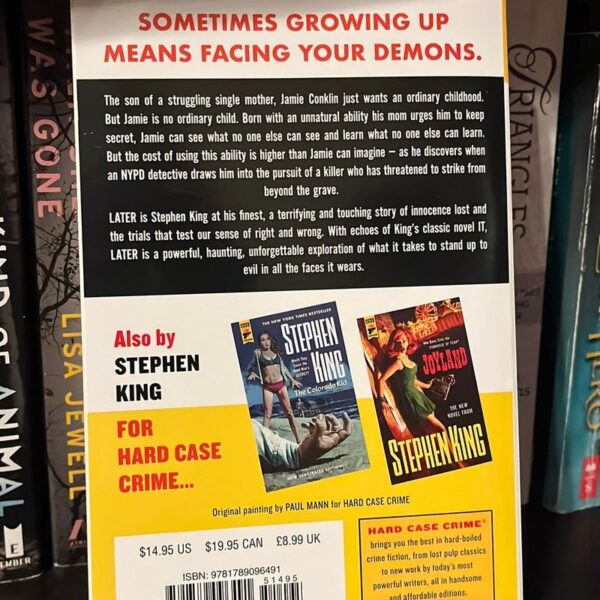 SOMETIMES GROWING UP
MEANS FACING YOUR DEMONS.
The son of a struggling single mother, Jamie Conklin just wants an ordinary childhood.
But Jamie is no ordinary child. Born with an unnatural ability his mom urges him to keep
secret, Jamie can see what no one else can see and learn what no one else can learn.
But the cost of using this ability is higher than Jamie can imagine – as he discovers when
an NYPD detective draws him into the pursuit of a killer who has threatened to strike from
beyond the grave.
LATER is Stephen King at his finest, a terrifying and touching story of innocence lost and
the trials that test our sense of right and wrong. With echoes of King's classic novel IT,
LATER is a powerful, haunting, unforgettable exploration of what it takes to stand up to
evil in all the faces it wears.
Also by
STEPHEN
KING
FOR
HARD CASE
CRIME...
THE NEW YORK TIMES BESTSELLER
STEPHEN
KING
The Colorado Kid
JOYLAND
THE NEW
NOVEL FROM
STEPHEN KING
Original painting by PAUL MANN for HARD CASE CRIME
$14.95 US $19.95 CAN £8.99 UK
ISBN: 9781789096491
51495
HARD CASE CRIME®
brings you the best in hard-boiled
crime fiction, from lost pulp classics
to new work by today's most
powerful writers, all in handsome
and affordable editions.
KIND OF ANIMAL
E
EMBER
WAS GONE
LISA JEWELL
TRIANGLES